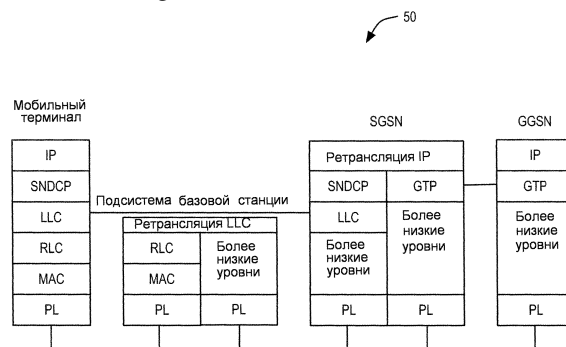 50
Мобильный
терминал
IP
SNDCP
LLC
RLC
MAC
PL
Подсистема базовой станции
Ретрансляция LLC
RLC
MAC
PL
Более
низкие
уровни
PL
SGSN
Ретрансляция IP
SNDCP
LLC
Более
низкие
уровни
PL
GTP
Более
низкие
уровни
PL
GGSN
IP
GTP
Более
низкие
уровни
PL